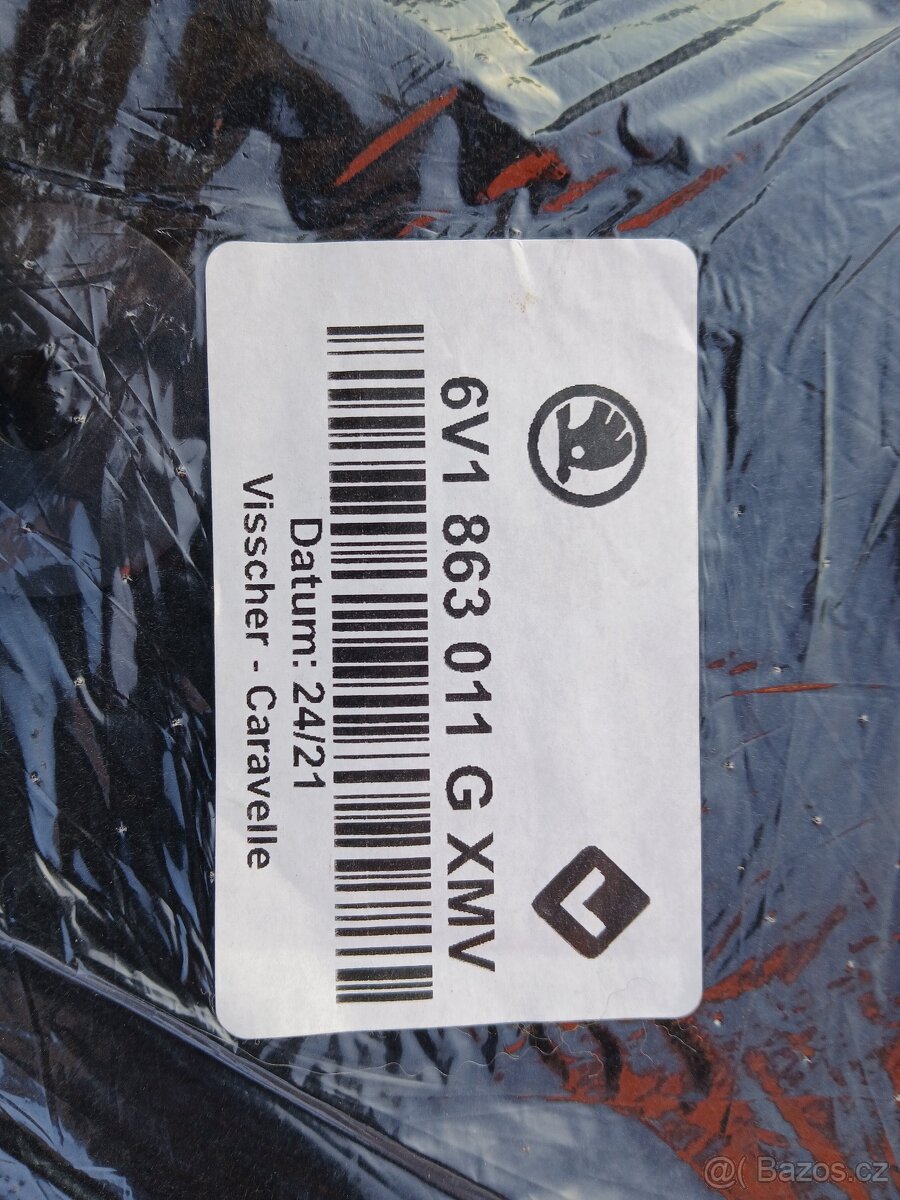 L
6V1 863 011 G XMV
Datum: 24/21
Visscher - Caravelle
@( Bazos.cz